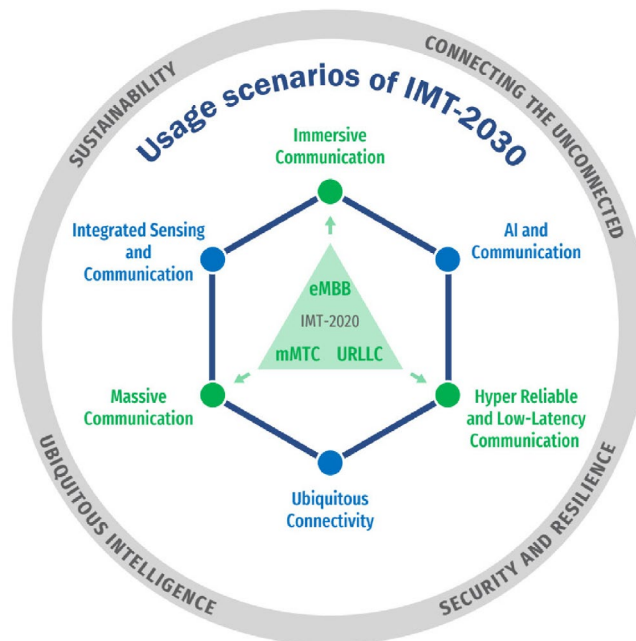 SUSTAINABILITY
CONNECTING THE UNCONNECTED
Usage scenarios of IMT-2030
Immersive
Communication
Integrated Sensing
and
Communication
AI and
Communication
eMBB
IMT-2020
mMTC URLLC
Massive
Communication
Hyper Reliable
and Low-Latency
Communication
Ubiquitous
Connectivity
UBIQUITOUS INTELLIGENCE
SECURITY AND RESILIENCE